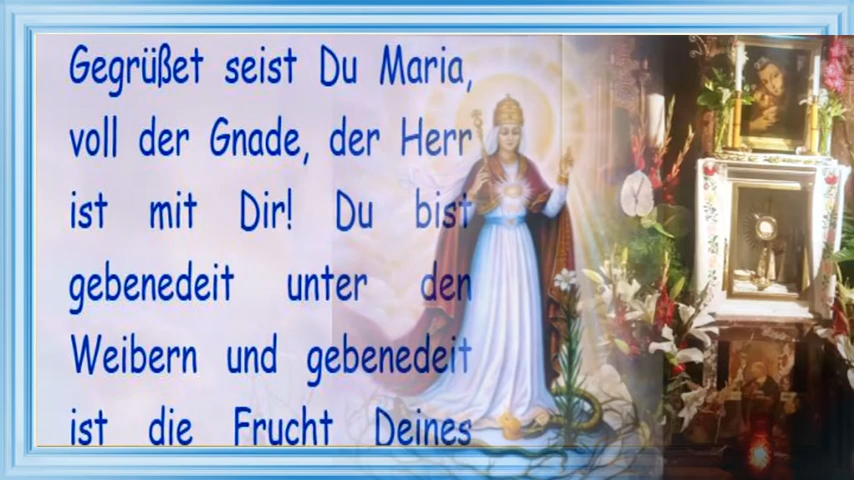 Gegrüßet seist Du Maria,
voll der Gnade, der Herr
ist mit Dir! Du bist
gebenedeit unter den
Weibern und gebenedeit
ist die Frucht Deines